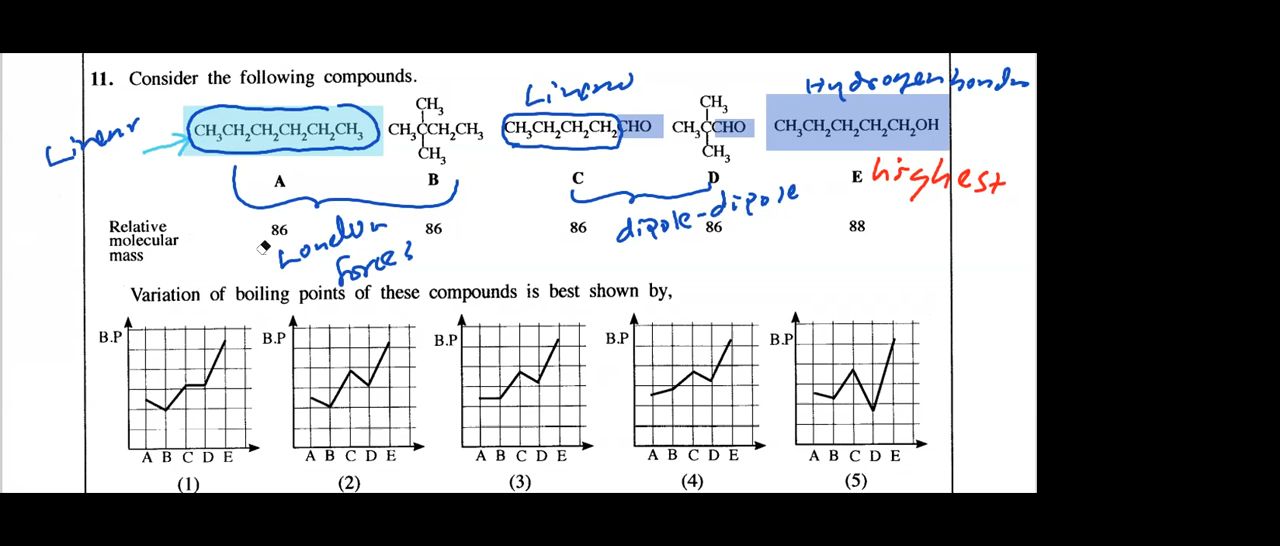 11. Consider the following compounds.
Hydrogen bonds
Linear
Linear
CH₃CH₂CH₂CH₂CH₂CH₃
CH₃
CH₃CCH₂CH₃
CH₃
CH₃CH₂CH₂CH₂CHO
CH₃
CH₃CCHO
CH₃
CH₃CH₂CH₂CH₂CH₂OH
A B C D E highest
Relative molecular mass
86 86 86 86 88
London forces
dipole-dipole
Variation of boiling points of these compounds is best shown by,
B.P B.P B.P B.P B.P
A B C D E A B C D E A B C D E A B C D E A B C D E
(1) (2) (3) (4) (5)